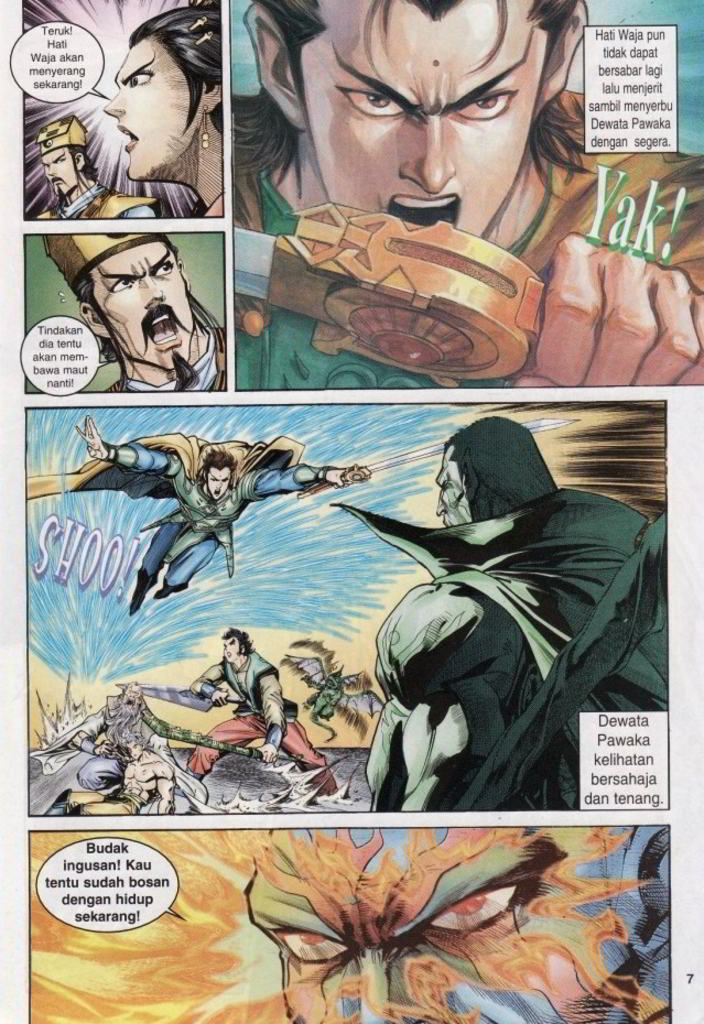 Teruk!
Hati
Waja akan
menyerang
sekarang!
Hati Waja pun
tidak dapat
bersabar lagi
lalu menjerit
sambil menyerbu
Dewata Pawaka
dengan segera.
Yak!
Tindakan
dia tentu
akan mem-
bawa maut
nanti!
SHOO!
Dewata
Pawaka
kelihatan
bersahaja
dan tenang.
Budak
ingusan! Kau
tentu sudah bosan
dengan hidup
sekarang!
7